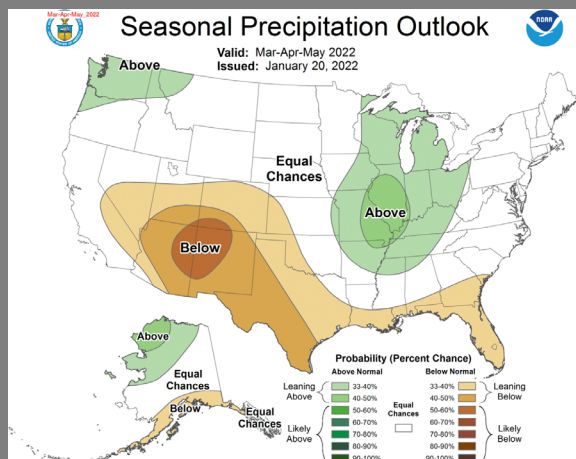 Mar-Apr-May_2022
Seasonal Precipitation Outlook
NOAA
Valid: Mar-Apr-May 2022
Issued: January 20, 2022
Above
Equal
Chances
Above
Below
Above
Equal
Chances
Below
Equal
Chances
Probability (Percent Chance)
Above Normal
Below Normal
Leaning
Above
33-40%
40-50%
50-60%
60-70%
70-80%
80-90%
90-100%
Likely
Above
Equal
Chances
33-40%
40-50%
50-60%
60-70%
70-80%
80-90%
90-100%
Leaning
Below
Likely
Below